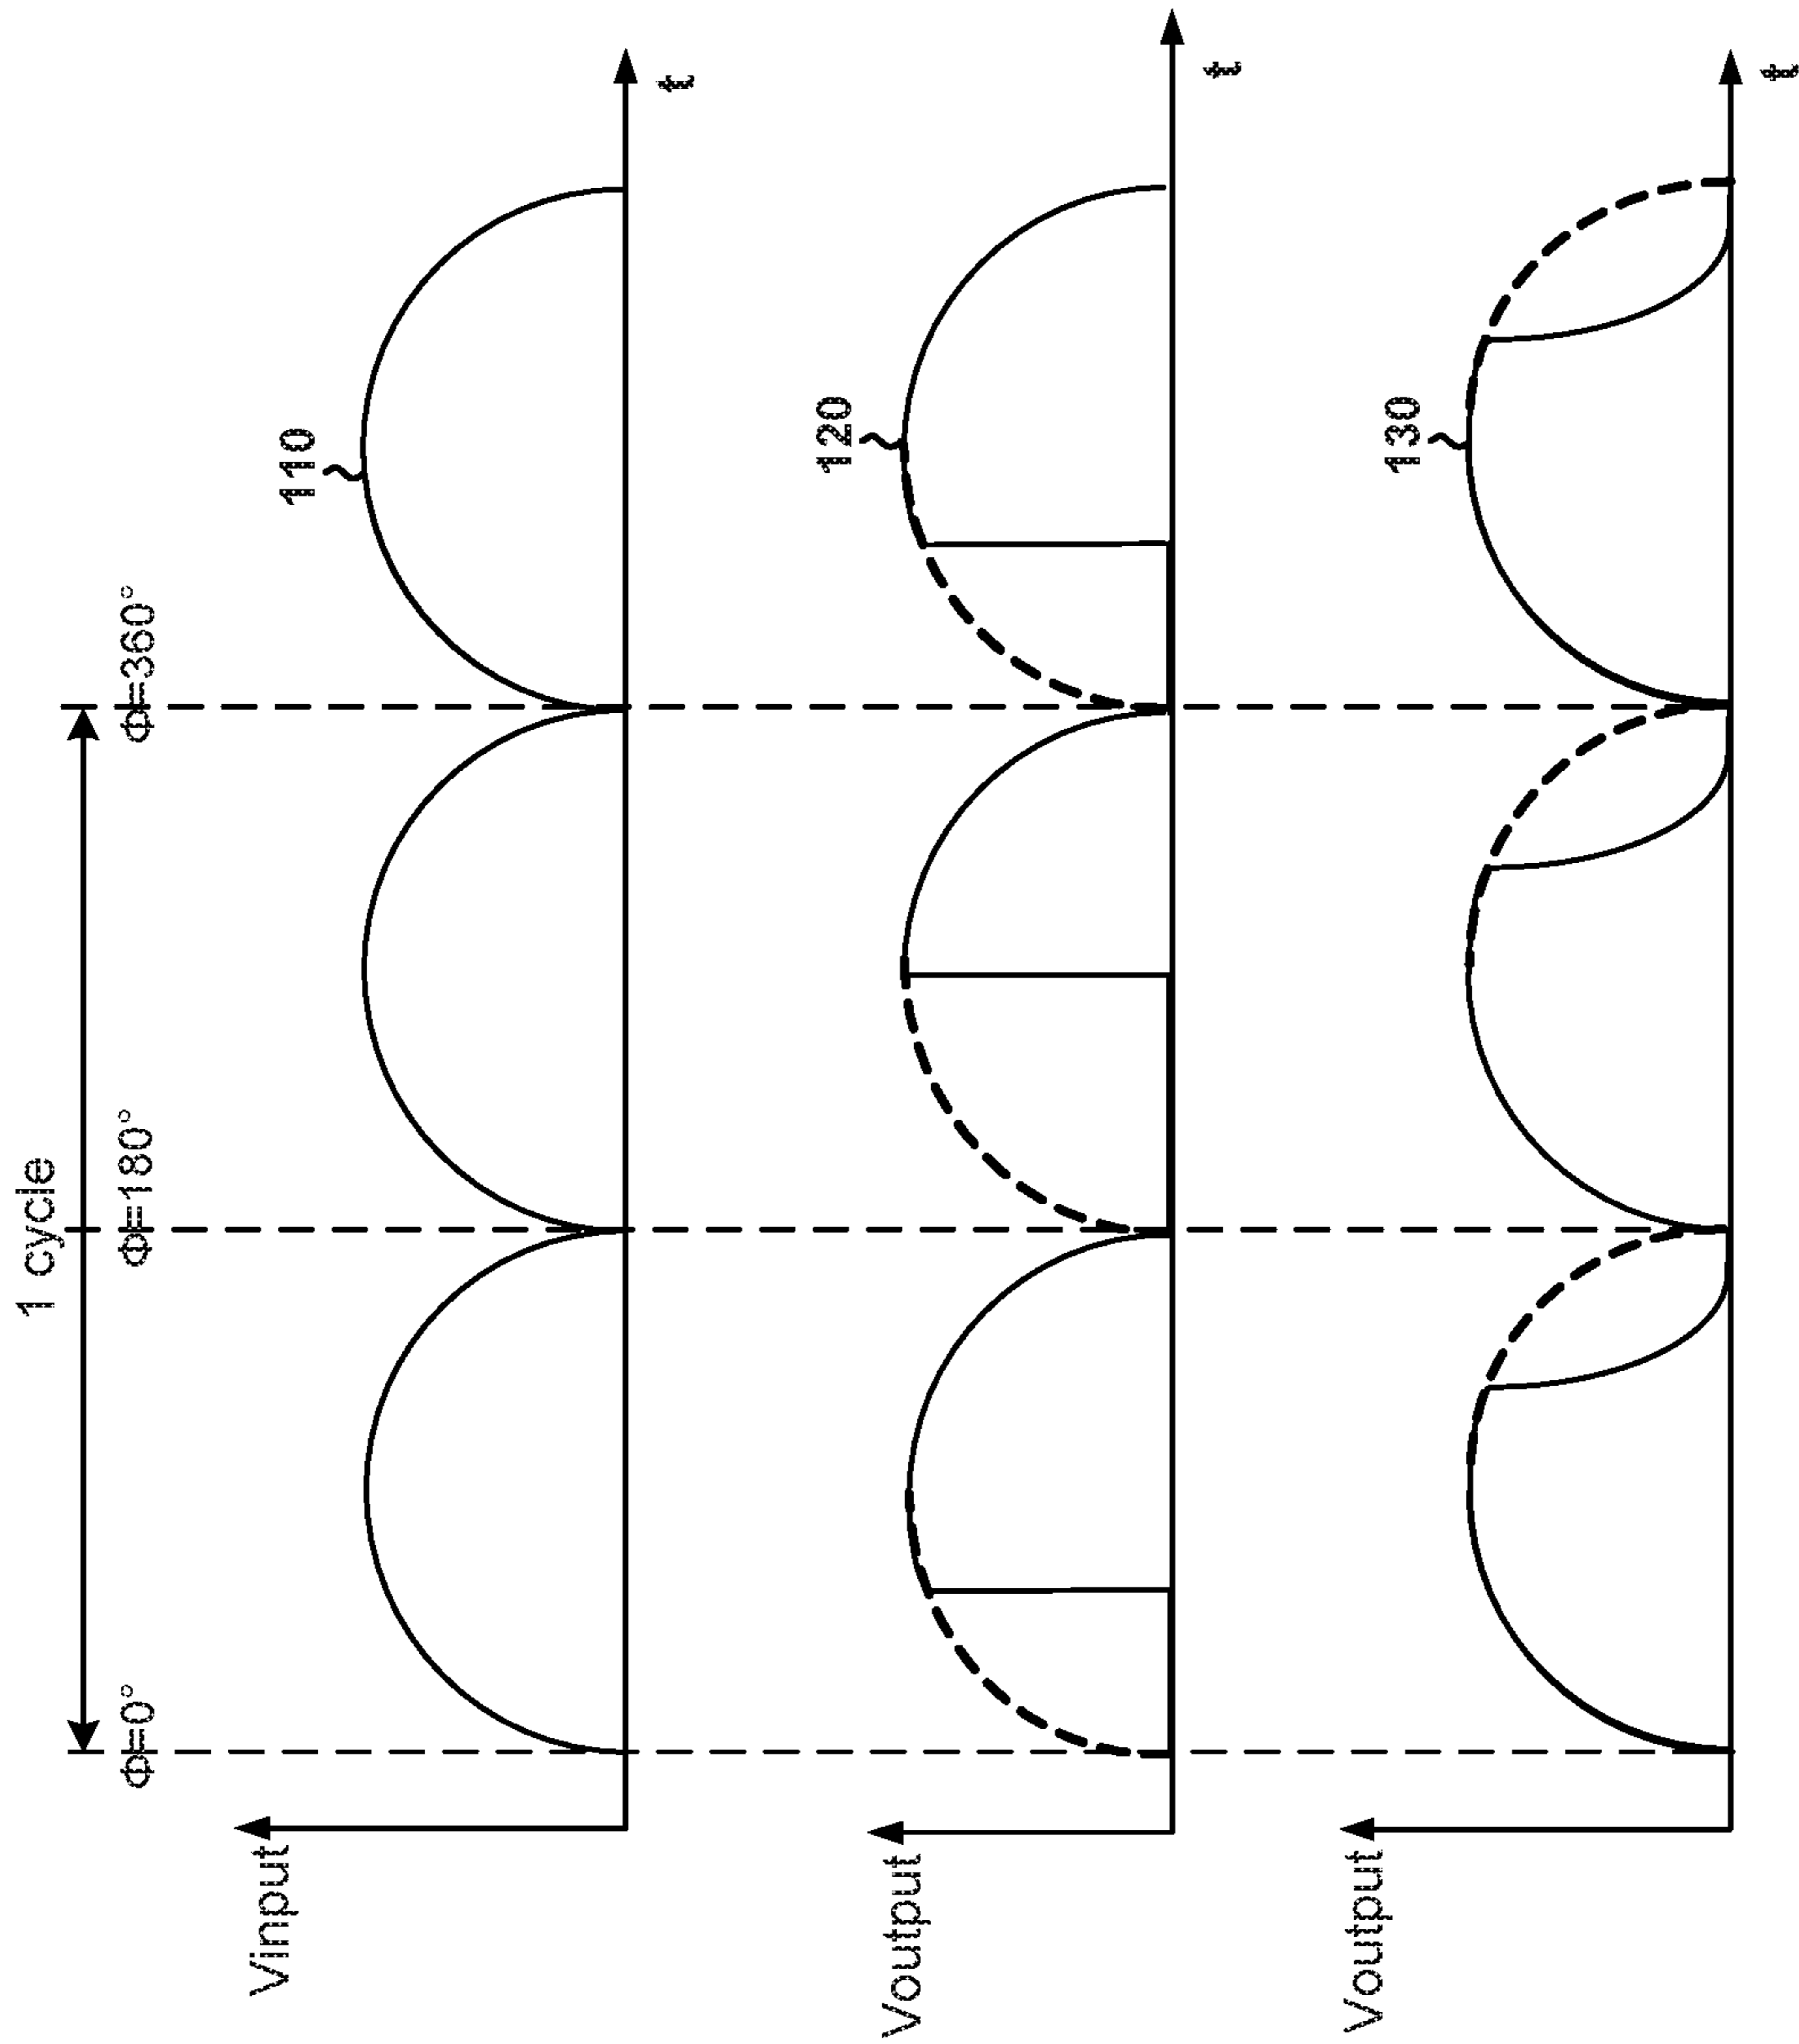 1 cycle
Φ=0°
Φ=180°
Φ=360°
Vinput
110
t
Voutput
120
t
Voutput
130
t